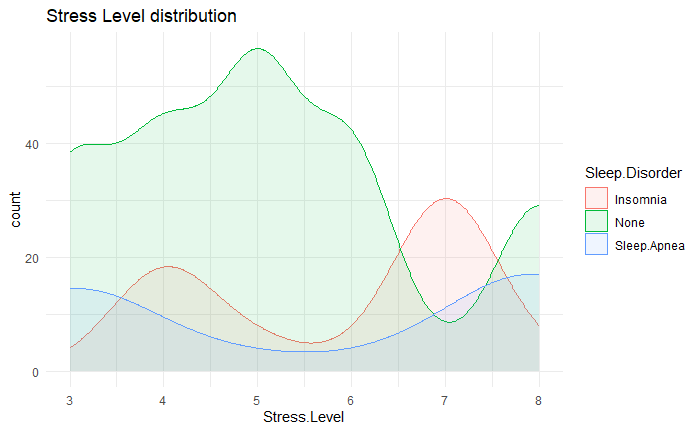 Stress Level distribution
count
40
20
0
3 4 5 6 7 8
Stress.Level
Sleep.Disorder
Insomnia
None
Sleep.Apnea